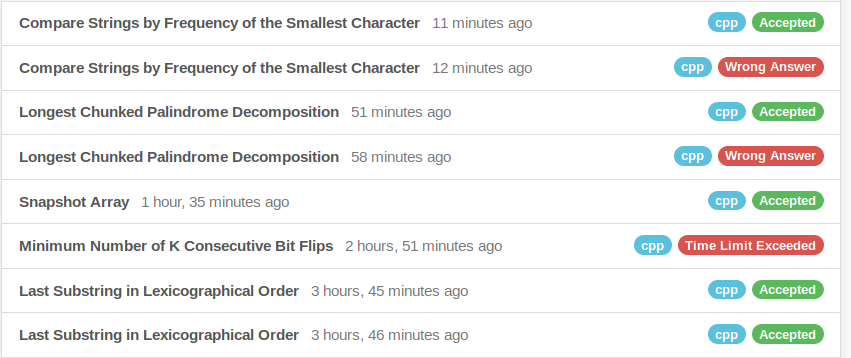 Compare Strings by Frequency of the Smallest Character 11 minutes ago cpp Accepted
Compare Strings by Frequency of the Smallest Character 12 minutes ago cpp Wrong Answer
Longest Chunked Palindrome Decomposition 51 minutes ago cpp Accepted
Longest Chunked Palindrome Decomposition 58 minutes ago cpp Wrong Answer
Snapshot Array 1 hour, 35 minutes ago cpp Accepted
Minimum Number of K Consecutive Bit Flips 2 hours, 51 minutes ago cpp Time Limit Exceeded
Last Substring in Lexicographical Order 3 hours, 45 minutes ago cpp Accepted
Last Substring in Lexicographical Order 3 hours, 46 minutes ago cpp Accepted